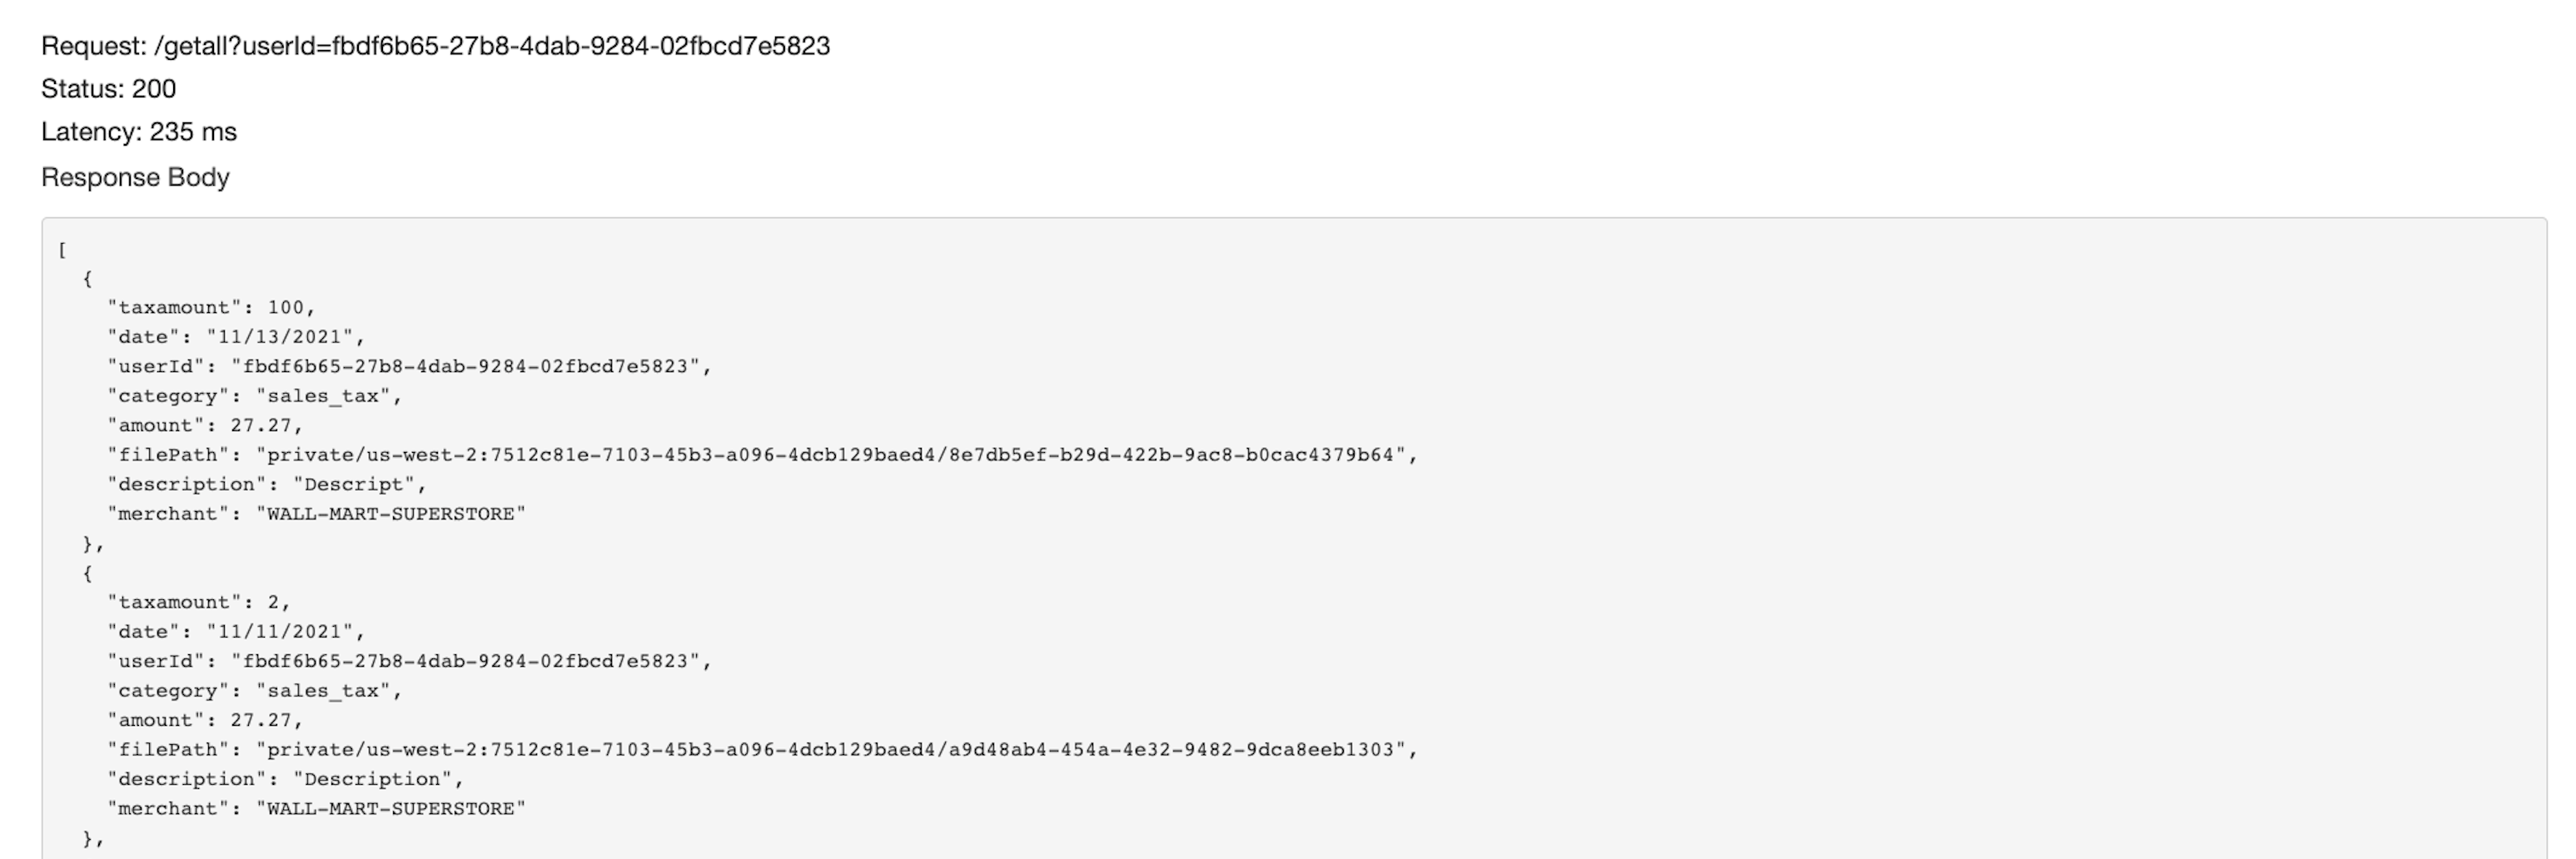 Request: /getall?userId=fbdf6b65-27b8-4dab-9284-02fbcd7e5823
Status: 200
Latency: 235 ms
Response Body
[
  {
    "taxamount": 100,
    "date": "11/13/2021",
    "userId": "fbdf6b65-27b8-4dab-9284-02fbcd7e5823",
    "category": "sales_tax",
    "amount": 27.27,
    "filePath": "private/us-west-2:7512c81e-7103-45b3-a096-4dcb129baed4/8e7db5ef-b29d-422b-9ac8-b0cac4379b64",
    "description": "Descript",
    "merchant": "WALL-MART-SUPERSTORE"
  },
  {
    "taxamount": 2,
    "date": "11/11/2021",
    "userId": "fbdf6b65-27b8-4dab-9284-02fbcd7e5823",
    "category": "sales_tax",
    "amount": 27.27,
    "filePath": "private/us-west-2:7512c81e-7103-45b3-a096-4dcb129baed4/a9d48ab4-454a-4e32-9482-9dca8eeb1303",
    "description": "Description",
    "merchant": "WALL-MART-SUPERSTORE"
  },